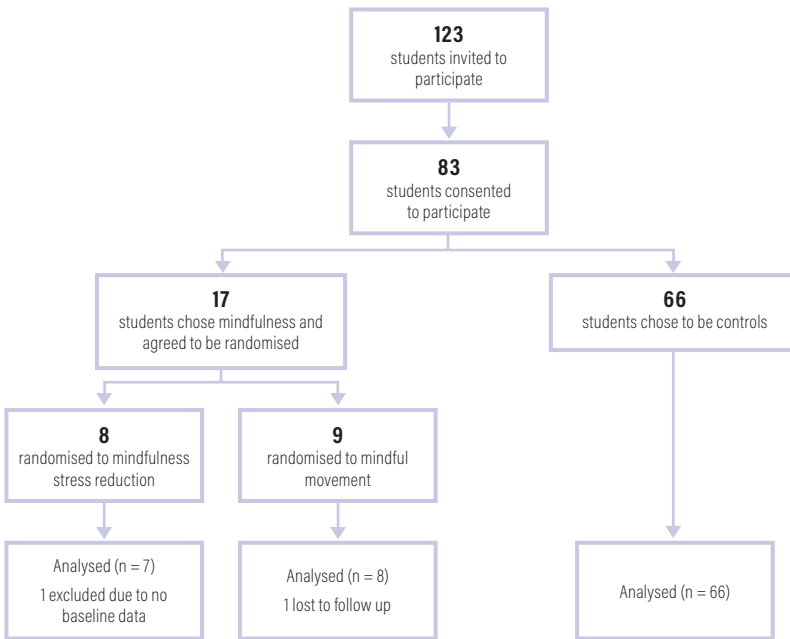 123
students invited to
participate
83
students consented
to participate
17
students chose mindfulness and
agreed to be randomised
66
students chose to be controls
8
randomised to mindfulness
stress reduction
9
randomised to mindful
movement
Analysed (n = 7)
1 excluded due to no
baseline data
Analysed (n = 8)
1 lost to follow up
Analysed (n = 66)